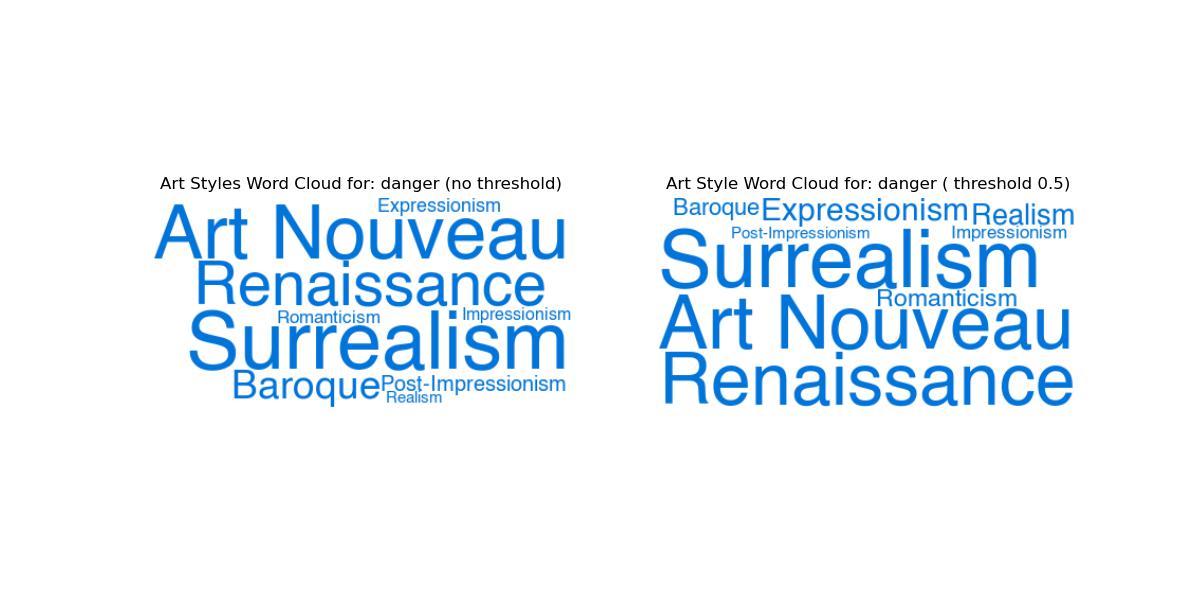 Art Styles Word Cloud for: danger (no threshold)
Expressionism
Art Nouveau
Renaissance
Romanticism
Impressionism
Surrealism
Baroque
Post-Impressionism
Realism
Art Style Word Cloud for: danger ( threshold 0.5)
Baroque
Expressionism
Realism
Post-Impressionism
Impressionism
Surrealism
Romanticism
Art Nouveau
Renaissance